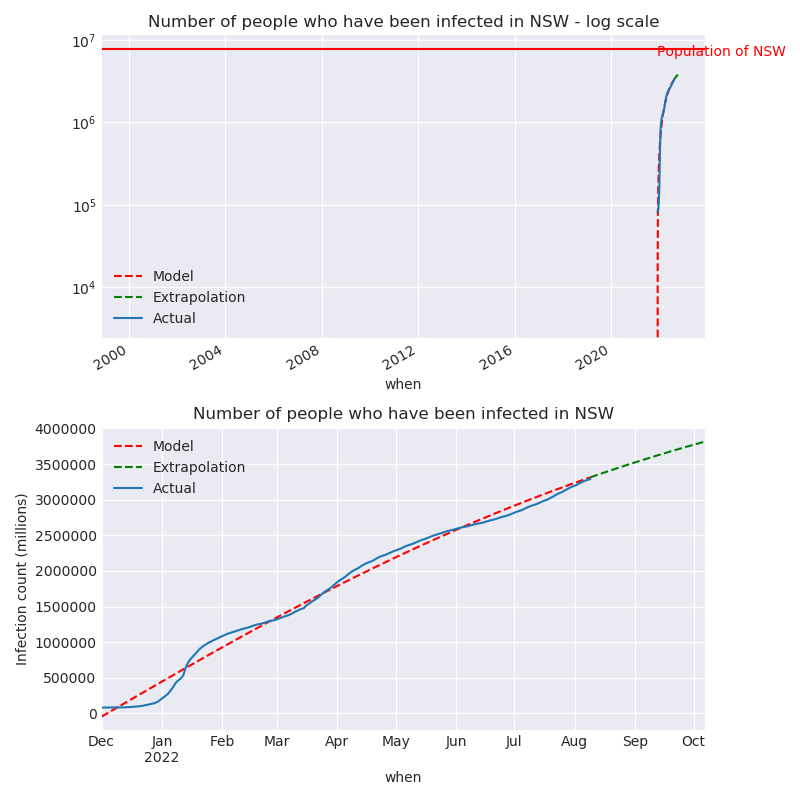 Number of people who have been infected in NSW - log scale
10^7
Population of NSW
10^6
10^5
10^4
Model
Extrapolation
Actual
2000 2004 2008 2012 2016 2020
when
Number of people who have been infected in NSW
Infection count (millions)
4000000
3500000
3000000
2500000
2000000
1500000
1000000
500000
0
Model
Extrapolation
Actual
Dec Jan Feb Mar Apr May Jun Jul Aug Sep Oct
2022
when